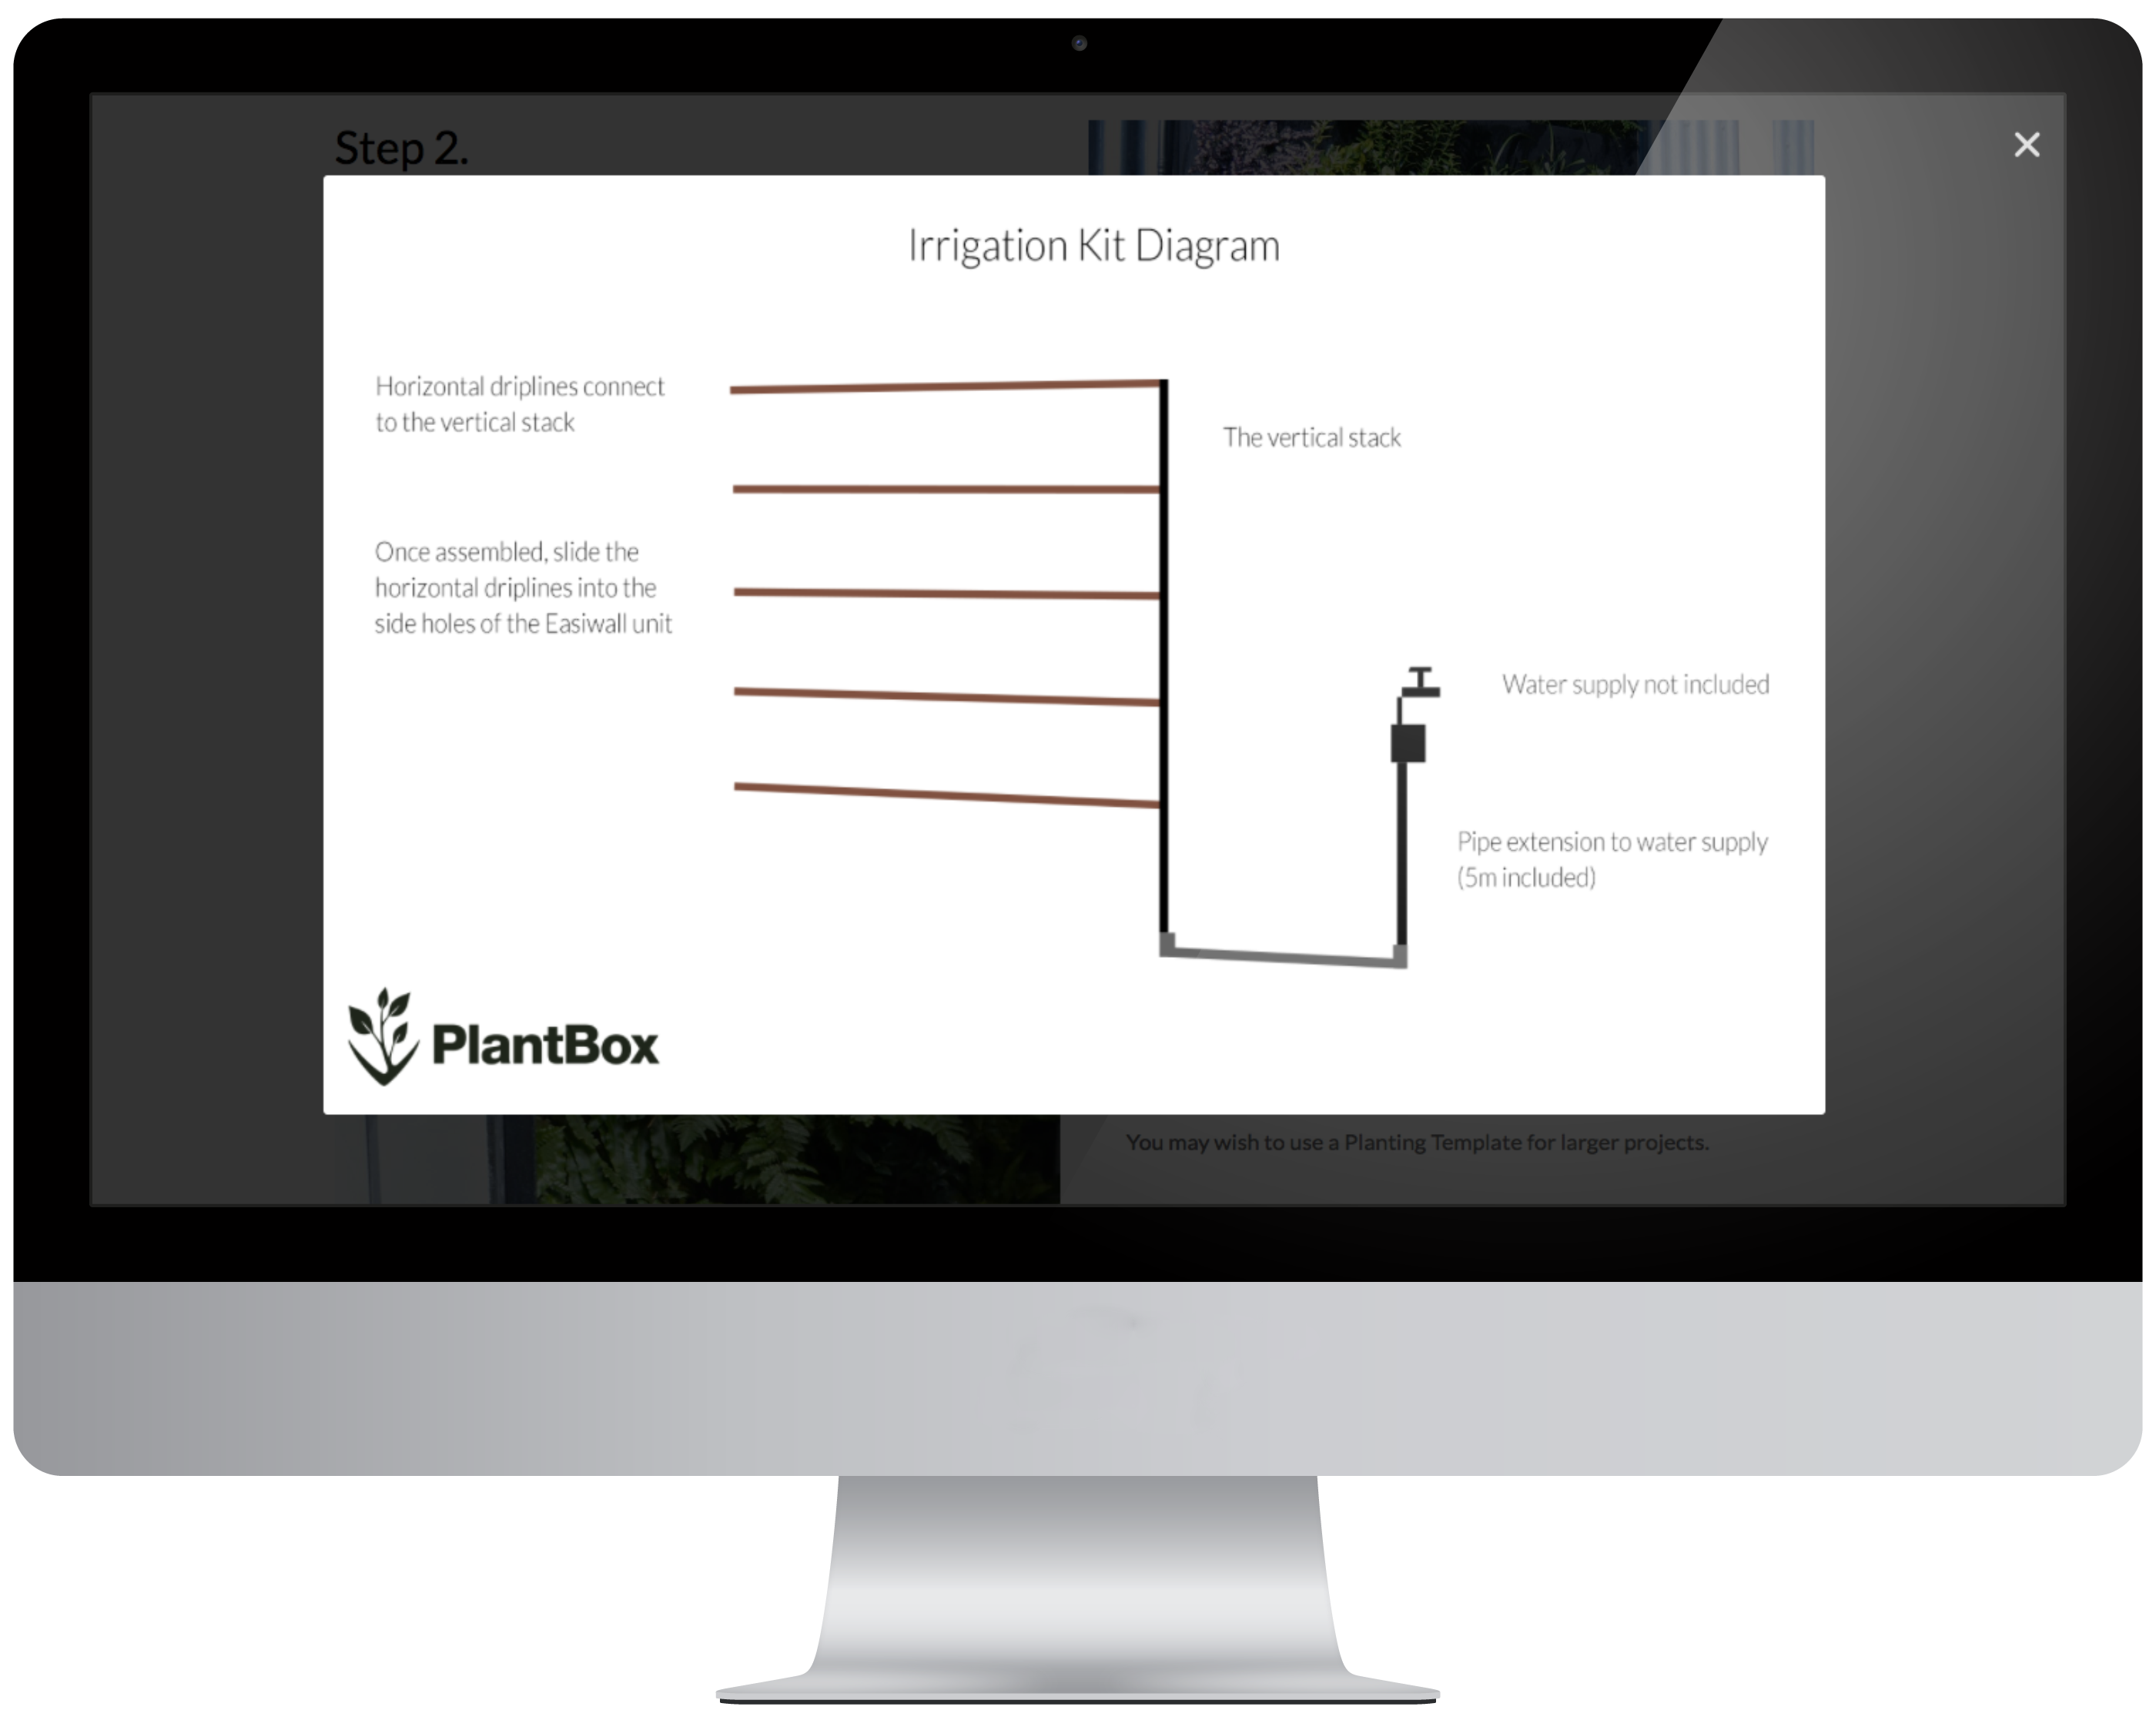 Step 2.
Irrigation Kit Diagram
Horizontal driplines connect
to the vertical stack
The vertical stack
Once assembled, slide the
horizontal driplines into the
side holes of the Easiwall unit
Water supply not included
Pipe extension to water supply
(5m included)
PlantBox
You may wish to use a Planting Template for larger projects.